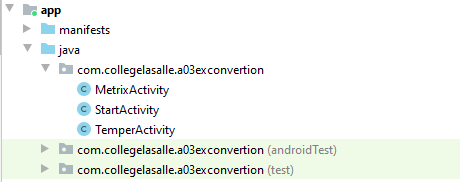 app
manifests
java
com.collegelasalle.a03exconvertion
MetrixActivity
StartActivity
TemperActivity
com.collegelasalle.a03exconvertion (androidTest)
com.collegelasalle.a03exconvertion (test)